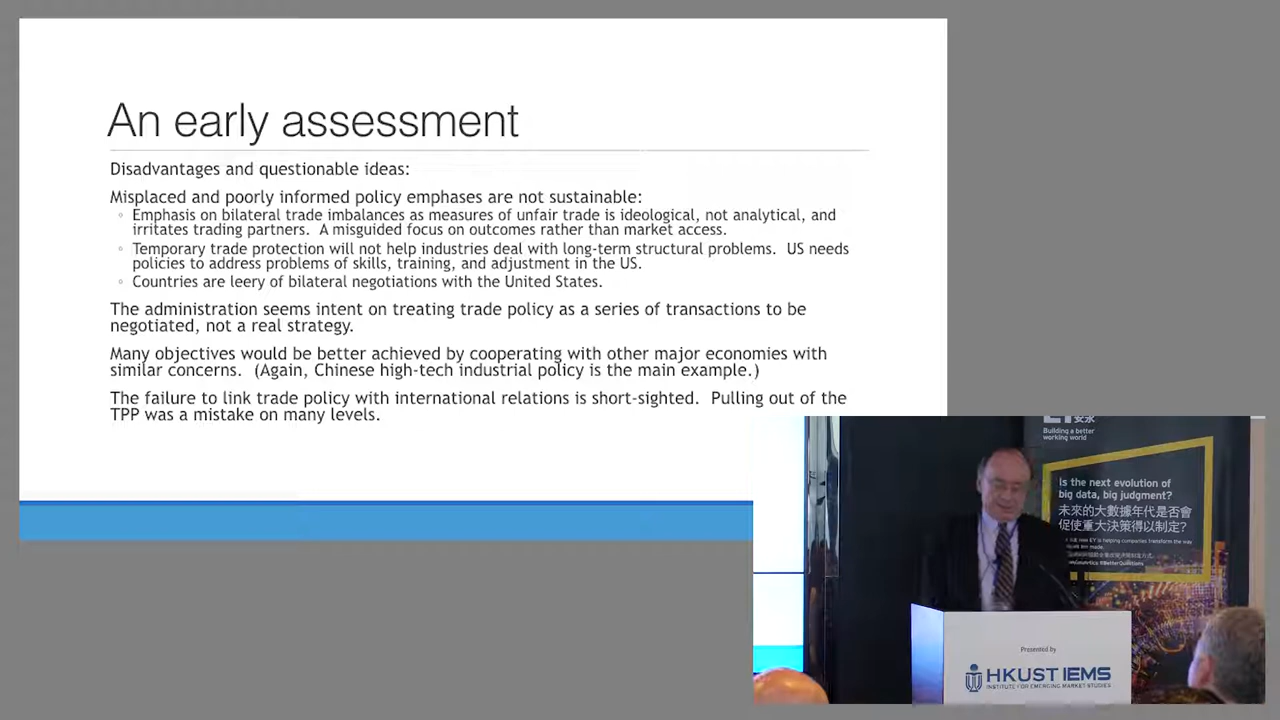 An early assessment
Disadvantages and questionable ideas:
Misplaced and poorly informed policy emphases are not sustainable:
◦ Emphasis on bilateral trade imbalances as measures of unfair trade is ideological, not analytical, and
irritates trading partners.  A misguided focus on outcomes rather than market access.
◦ Temporary trade protection will not help industries deal with long-term structural problems.  US needs
policies to address problems of skills, training, and adjustment in the US.
◦ Countries are leery of bilateral negotiations with the United States.
The administration seems intent on treating trade policy as a series of transactions to be
negotiated, not a real strategy.
Many objectives would be better achieved by cooperating with other major economies with
similar concerns.  (Again, Chinese high-tech industrial policy is the main example.)
The failure to link trade policy with international relations is short-sighted.  Pulling out of the
TPP was a mistake on many levels.
Building a better
working world
Is the next evolution of
big data, big judgment?
未來的大數據年代是否會
促使重大決策得以制定?
EY is helping companies transform the way
#BetterQuestions
Presented by
HKUST IEMS
INSTITUTE FOR EMERGING MARKET STUDIES